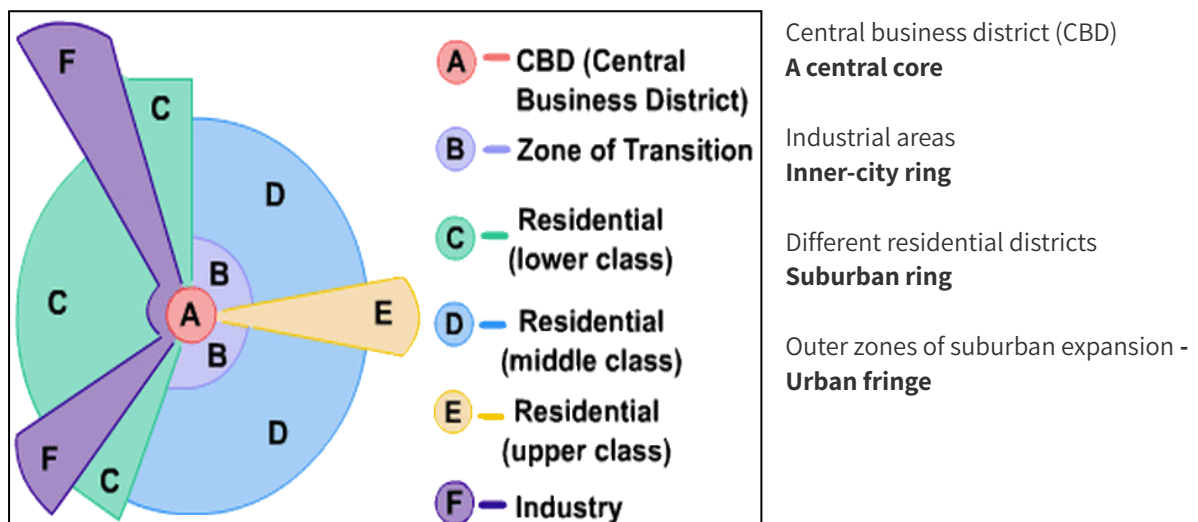 F
C
D
B
C
A
E
B
D
F
C
A CBD (Central
Business District)
B Zone of Transition
C Residential
(lower class)
D Residential
(middle class)
E Residential
(upper class)
F Industry
Central business district (CBD)
A central core
Industrial areas
Inner-city ring
Different residential districts
Suburban ring
Outer zones of suburban expansion -
Urban fringe